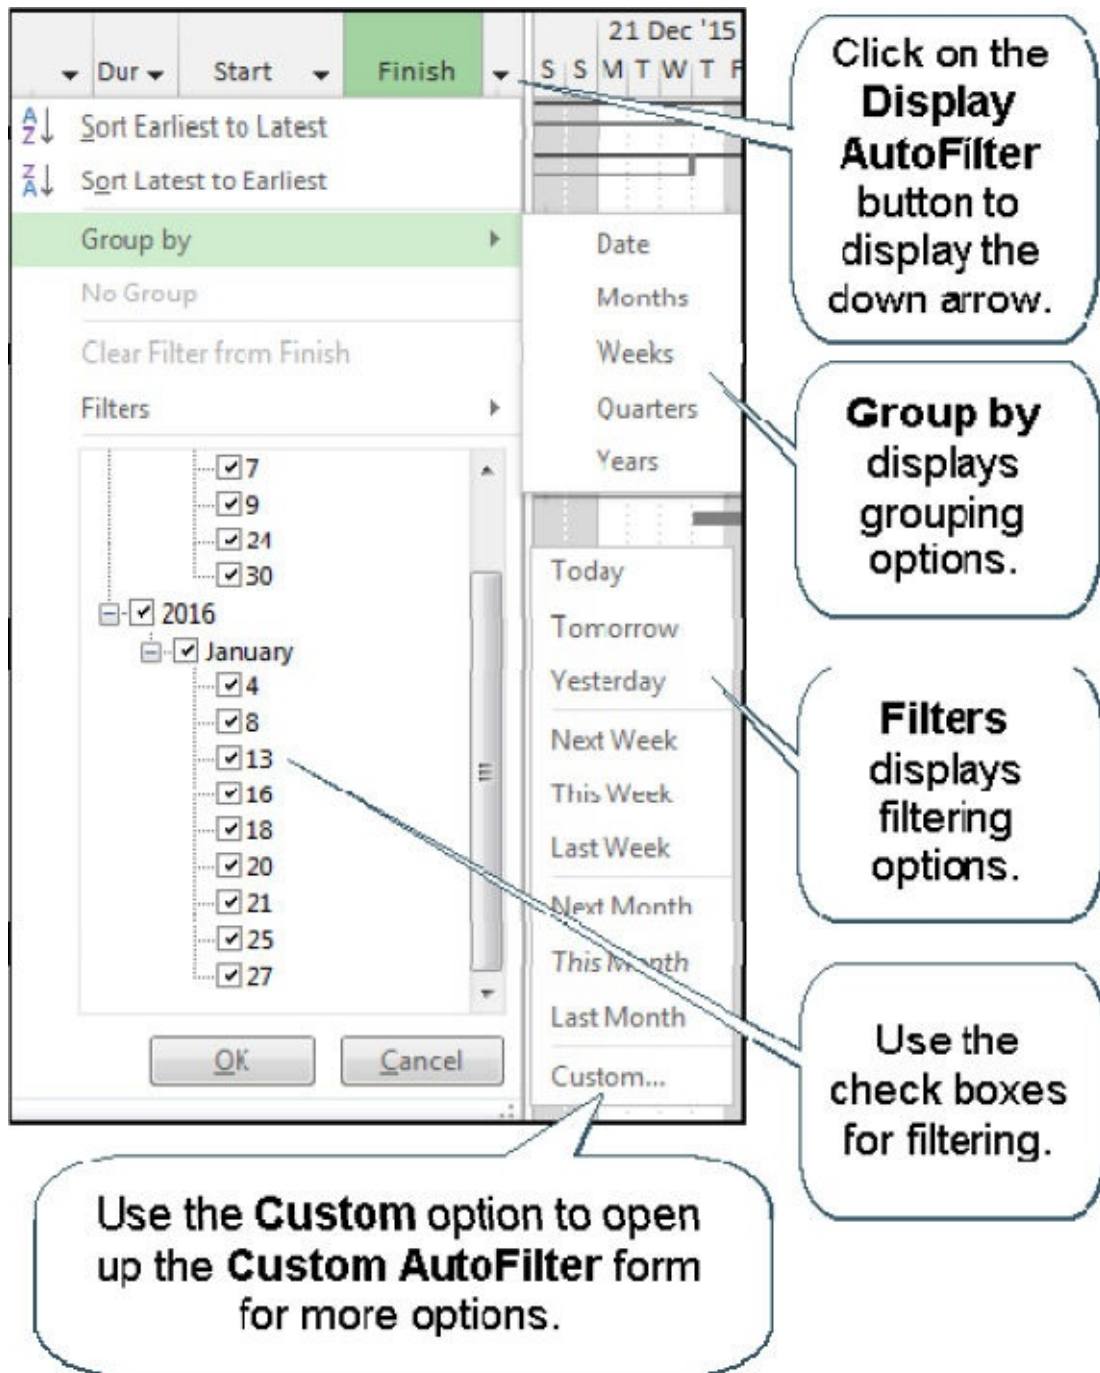 21 Dec '15
Dur Start Finish S S M T W T F
Sort Earliest to Latest
Sort Latest to Earliest
Group by
No Group
Clear Filter from Finish
Filters
7
9
24
30
2016
January
4
8
13
16
18
20
21
25
27
OK Cancel
Date
Months
Weeks
Quarters
Years
Today
Tomorrow
Yesterday
Next Week
This Week
Last Week
Next Month
This Month
Last Month
Custom...
Click on the
Display
AutoFilter
button to
display the
down arrow.
Group by
displays
grouping
options.
Filters
displays
filtering
options.
Use the
check boxes
for filtering.
Use the Custom option to open
up the Custom AutoFilter form
for more options.